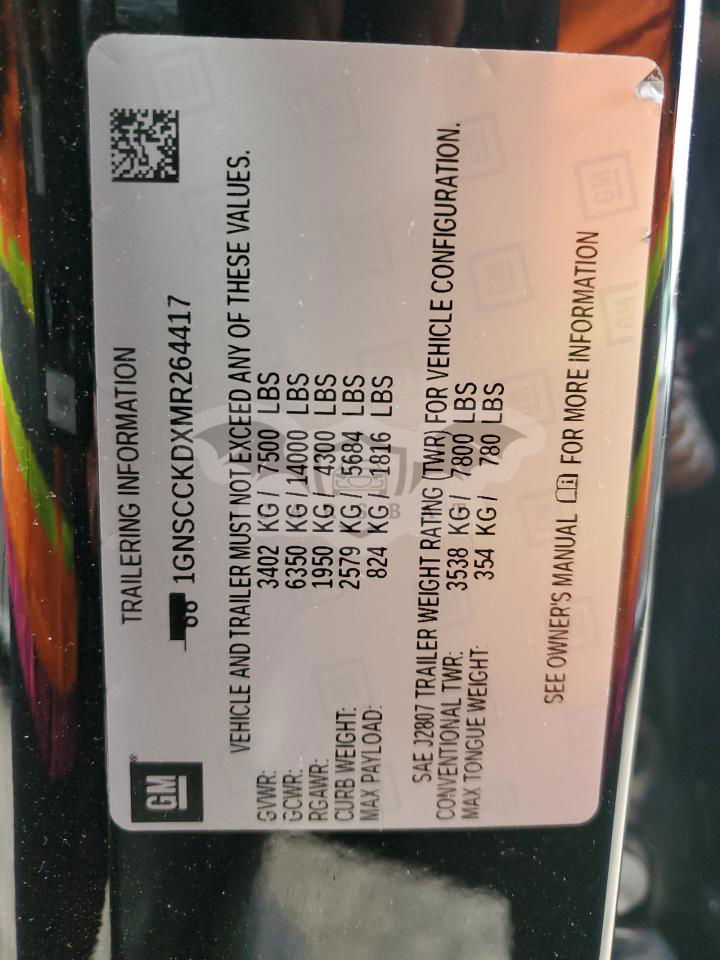 GM
TRAILERING INFORMATION
1GNSCCKDXMR264417
VEHICLE AND TRAILER MUST NOT EXCEED ANY OF THESE VALUES.
GVWR: 3402 KG / 7500 LBS
GCWR: 6350 KG / 14000 LBS
RGAWR: 1950 KG / 4300 LBS
CURB WEIGHT: 2579 KG / 5684 LBS
MAX PAYLOAD: 824 KG / 1816 LBS
SAE J2807 TRAILER WEIGHT RATING (TWR) FOR VEHICLE CONFIGURATION.
CONVENTIONAL TWR: 3538 KG / 7800 LBS
MAX TONGUE WEIGHT: 354 KG / 780 LBS
SEE OWNER'S MANUAL FOR MORE INFORMATION